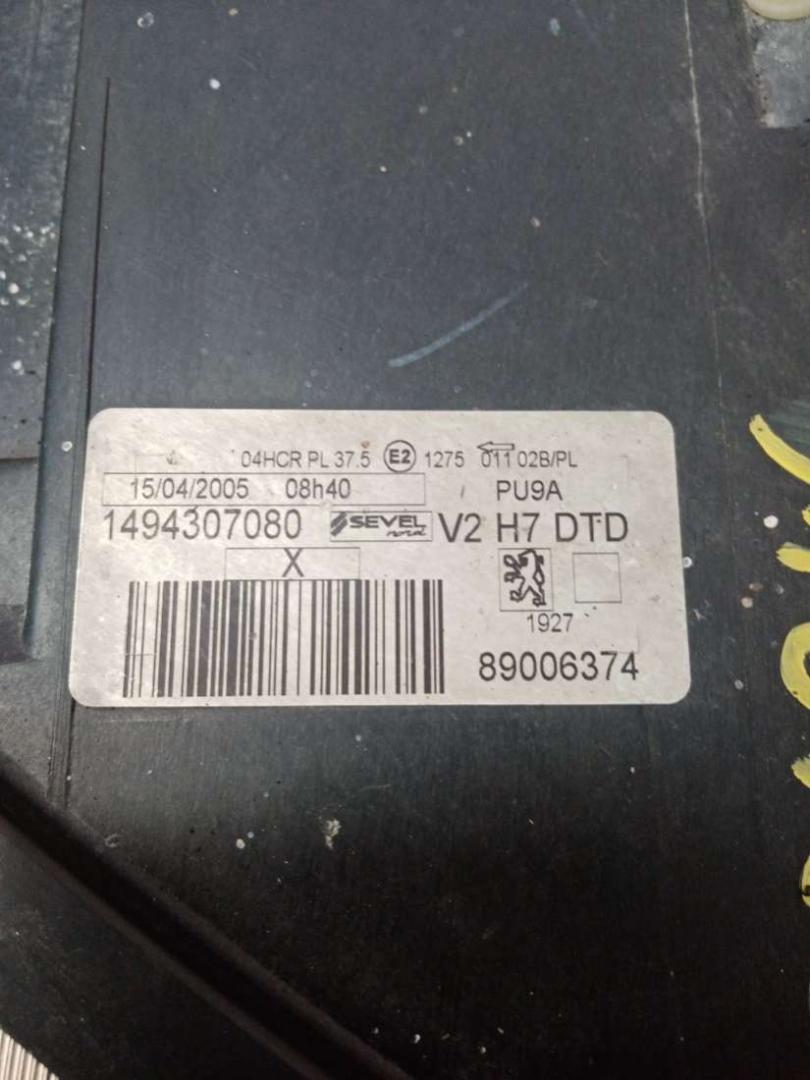 04HCR PL 37.5 E2 1275 011 02B/PL
15/04/2005 08h40 PU9A
1494307080 SEVEL nord V2 H7 DTD
X
1927
89006374